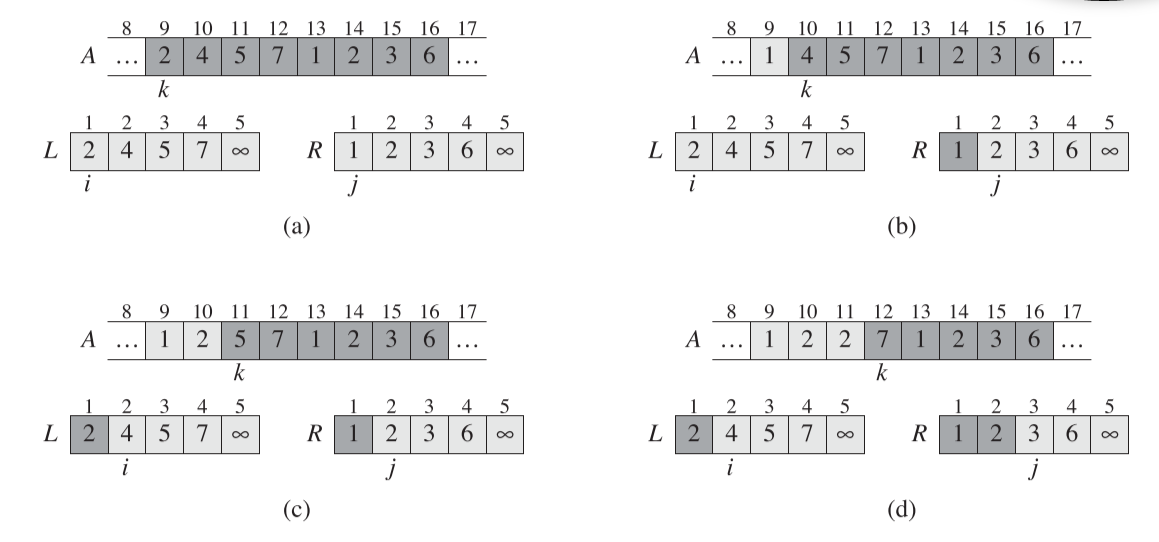 8 9 10 11 12 13 14 15 16 17
A … 2 4 5 7 1 2 3 6 …
k
1 2 3 4 5 1 2 3 4 5
L 2 4 5 7 ∞ R 1 2 3 6 ∞
i j
(a)
8 9 10 11 12 13 14 15 16 17
A … 1 4 5 7 1 2 3 6 …
k
1 2 3 4 5 1 2 3 4 5
L 2 4 5 7 ∞ R 1 2 3 6 ∞
i j
(b)
8 9 10 11 12 13 14 15 16 17
A … 1 2 5 7 1 2 3 6 …
k
1 2 3 4 5 1 2 3 4 5
L 2 4 5 7 ∞ R 1 2 3 6 ∞
i j
(c)
8 9 10 11 12 13 14 15 16 17
A … 1 2 2 7 1 2 3 6 …
k
1 2 3 4 5 1 2 3 4 5
L 2 4 5 7 ∞ R 1 2 3 6 ∞
i j
(d)